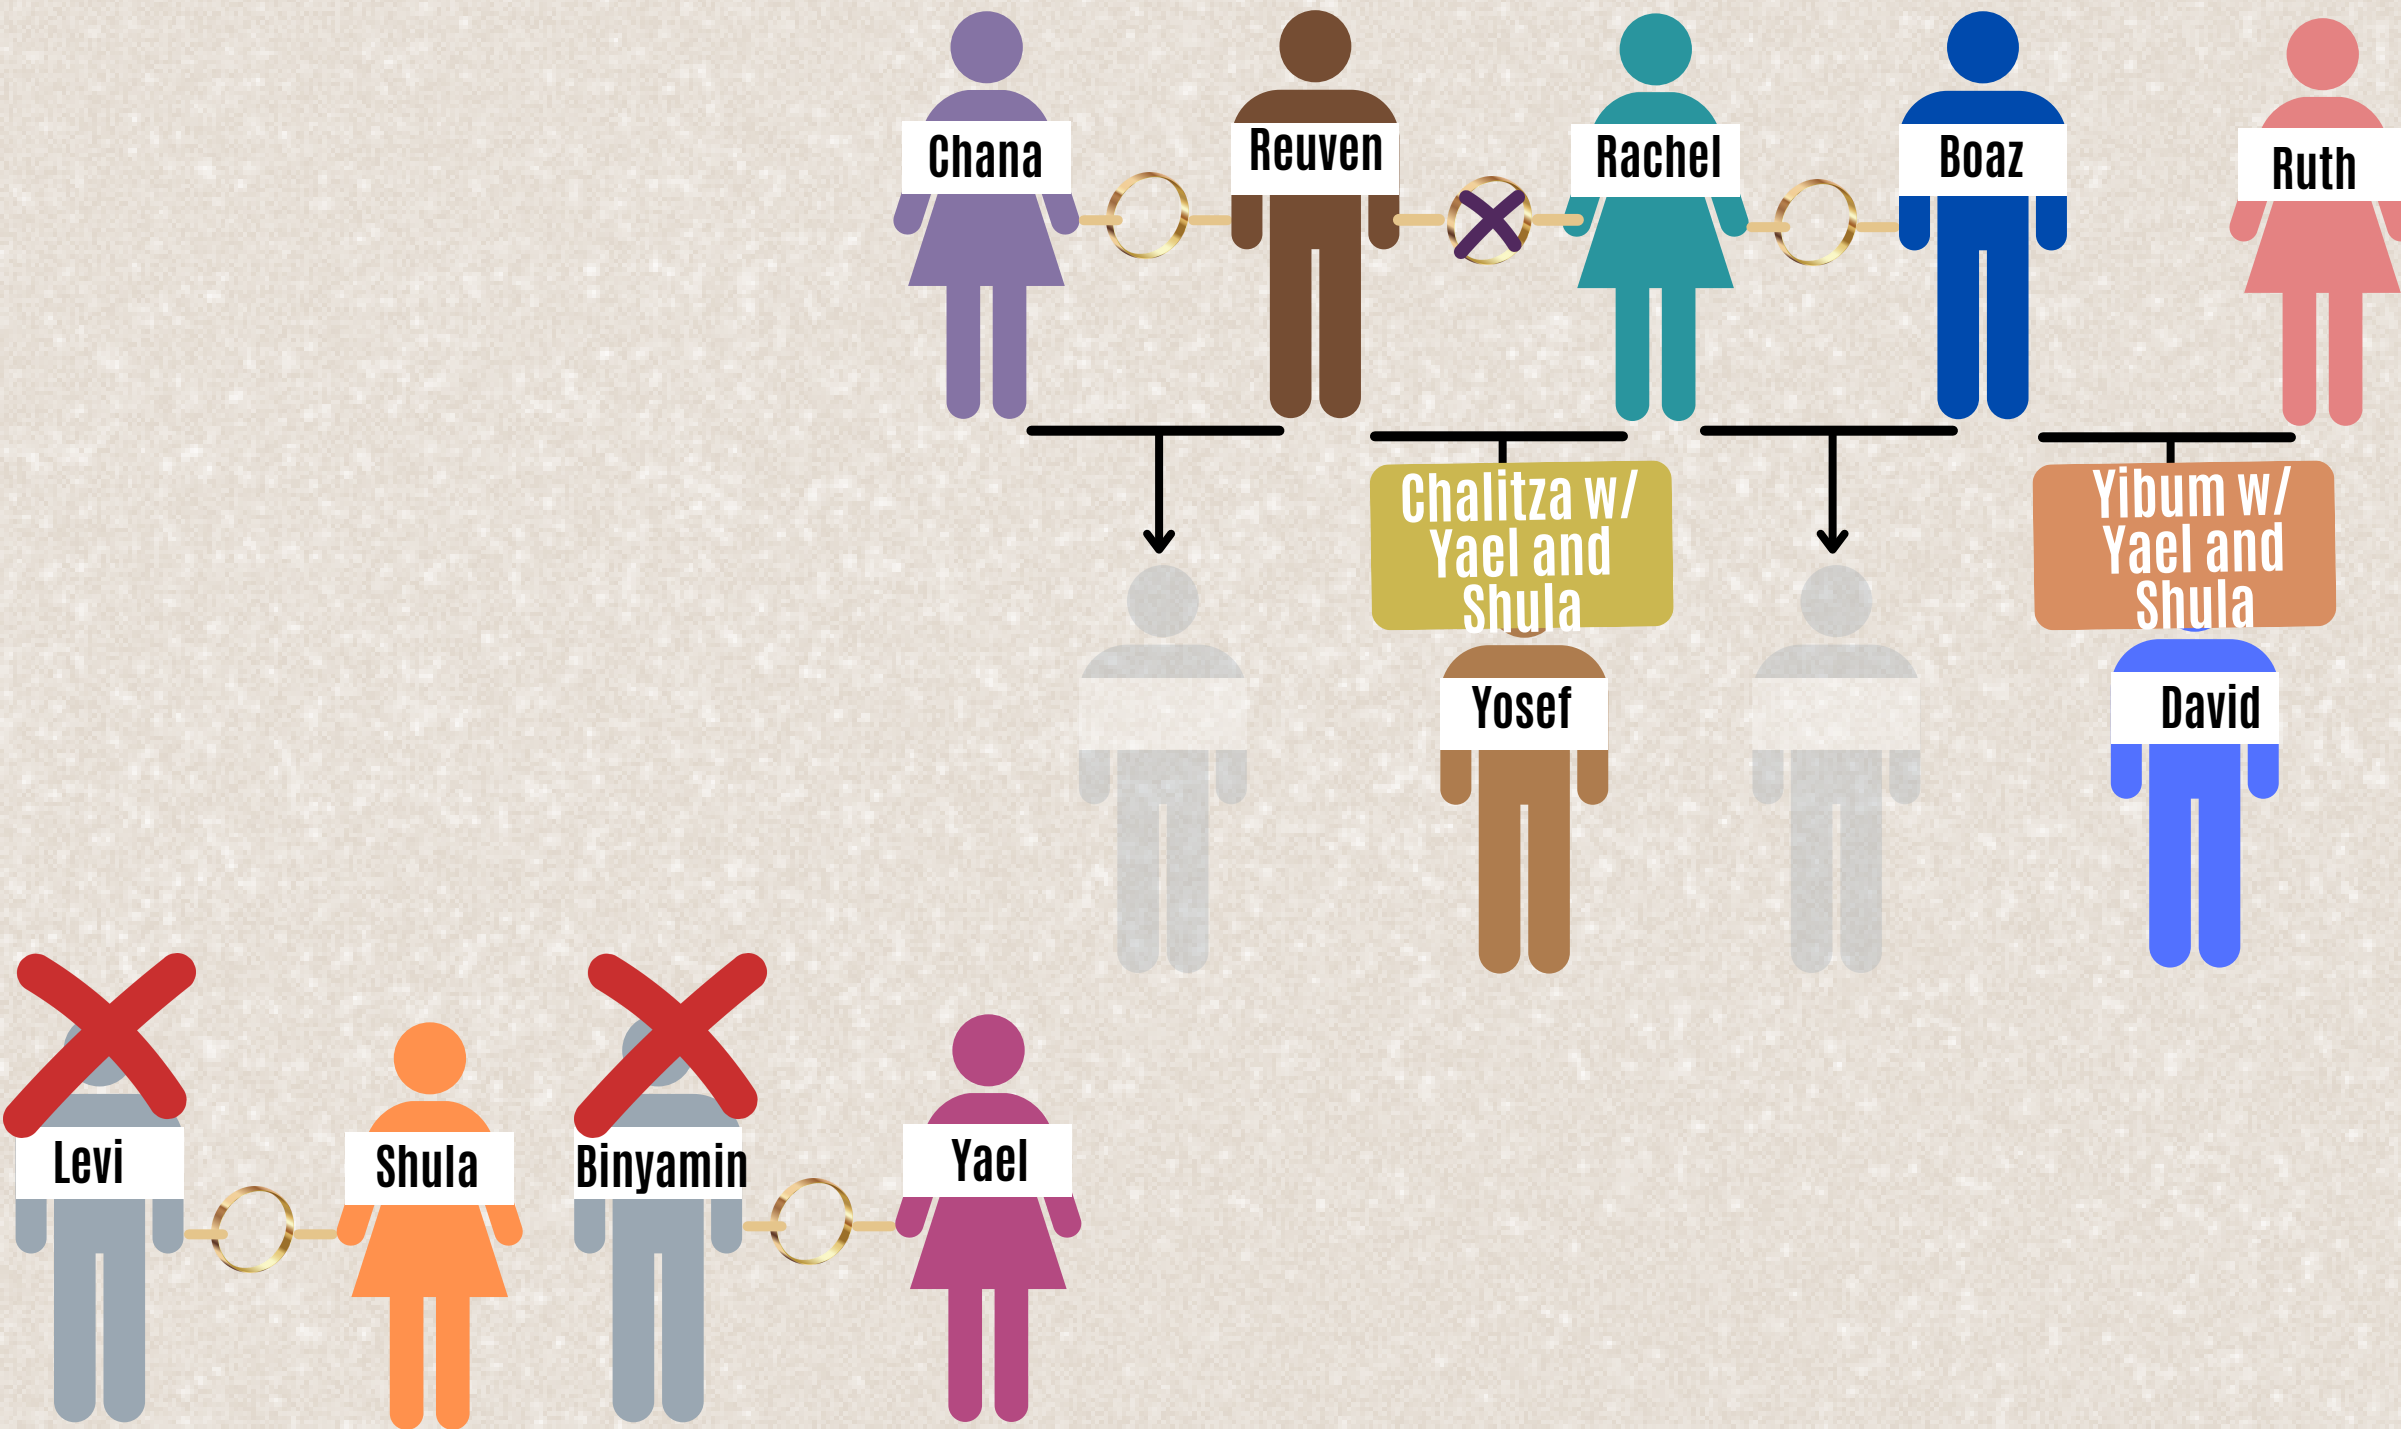 Chana
Reuven
Rachel
Boaz
Ruth
Chalitza w/
Yael and
Shula
Yibum w/
Yael and
Shula
Yosef
David
Levi
Shula
Binyamin
Yael